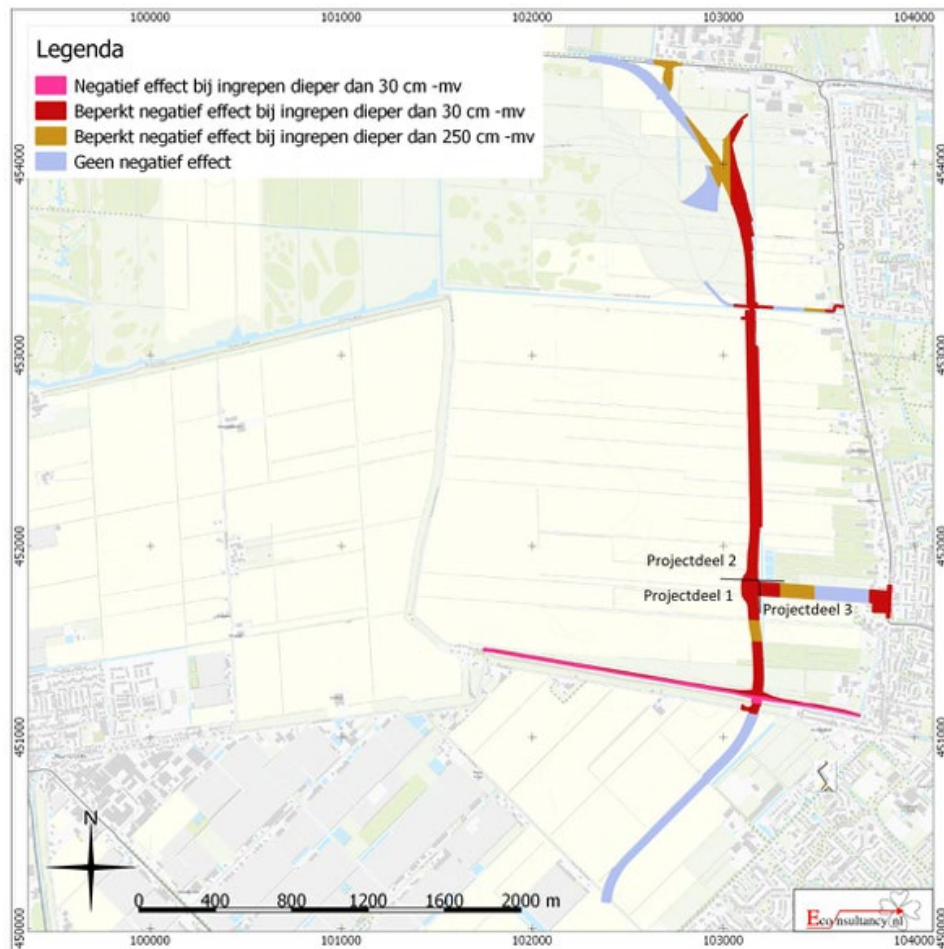 100000 101000 102000 103000 104000
Legenda
Negatief effect bij ingrepen dieper dan 30 cm -mv
Beperkt negatief effect bij ingrepen dieper dan 30 cm -mv
Beperkt negatief effect bij ingrepen dieper dan 250 cm -mv
Geen negatief effect
454000 454000
453000 453000
452000 452000
Projectdeel 2
Projectdeel 1
Projectdeel 3
451000 451000
N
0 400 800 1200 1600 2000 m
Econsultancy.nl
450000 450000
100000 101000 102000 103000 104000